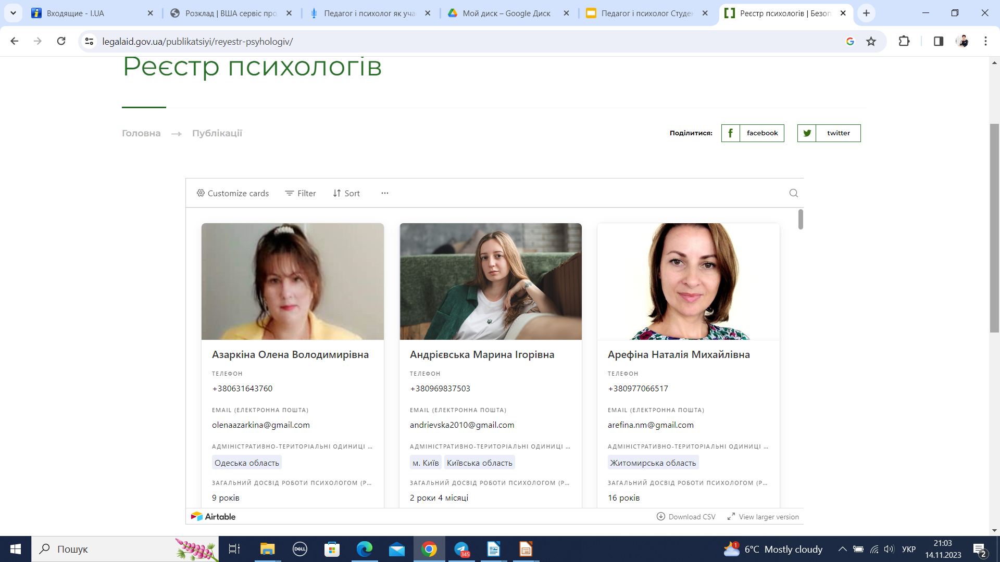 Входящие - I.UA
Розклад | ВША сервіс про
Педагог і психолог як уча
Мой диск – Google Диск
Педагог і психолог Студе
Реєстр психологів | Безоп
legalaid.gov.ua/publikatsiyi/reyestr-psyhologiv/
Реєстр психологів
Головна → Публікації
Поділитися: facebook twitter
Customize cards Filter Sort ...
Азаркіна Олена Володимирівна
ТЕЛЕФОН
+380631643760
EMAIL (ЕЛЕКТРОННА ПОШТА)
olenaazarkina@gmail.com
АДМІНІСТРАТИВНО-ТЕРИТОРІАЛЬНІ ОДИНИЦІ ...
Одеська область
ЗАГАЛЬНИЙ ДОСВІД РОБОТИ ПСИХОЛОГОМ (Р...
9 років
Андрієвська Марина Ігорівна
ТЕЛЕФОН
+380969837503
EMAIL (ЕЛЕКТРОННА ПОШТА)
andrievska2010@gmail.com
АДМІНІСТРАТИВНО-ТЕРИТОРІАЛЬНІ ОДИНИЦІ ...
м. Київ Київська область
ЗАГАЛЬНИЙ ДОСВІД РОБОТИ ПСИХОЛОГОМ (Р...
2 роки 4 місяці
Арефіна Наталія Михайлівна
ТЕЛЕФОН
+380977066517
EMAIL (ЕЛЕКТРОННА ПОШТА)
arefina.nm@gmail.com
АДМІНІСТРАТИВНО-ТЕРИТОРІАЛЬНІ ОДИНИЦІ ...
Житомирська область
ЗАГАЛЬНИЙ ДОСВІД РОБОТИ ПСИХОЛОГОМ (Р...
16 років
Airtable
Download CSV View larger version
Пошук
DELL
345
1
6°C Mostly cloudy
УКР
21:03
14.11.2023
2